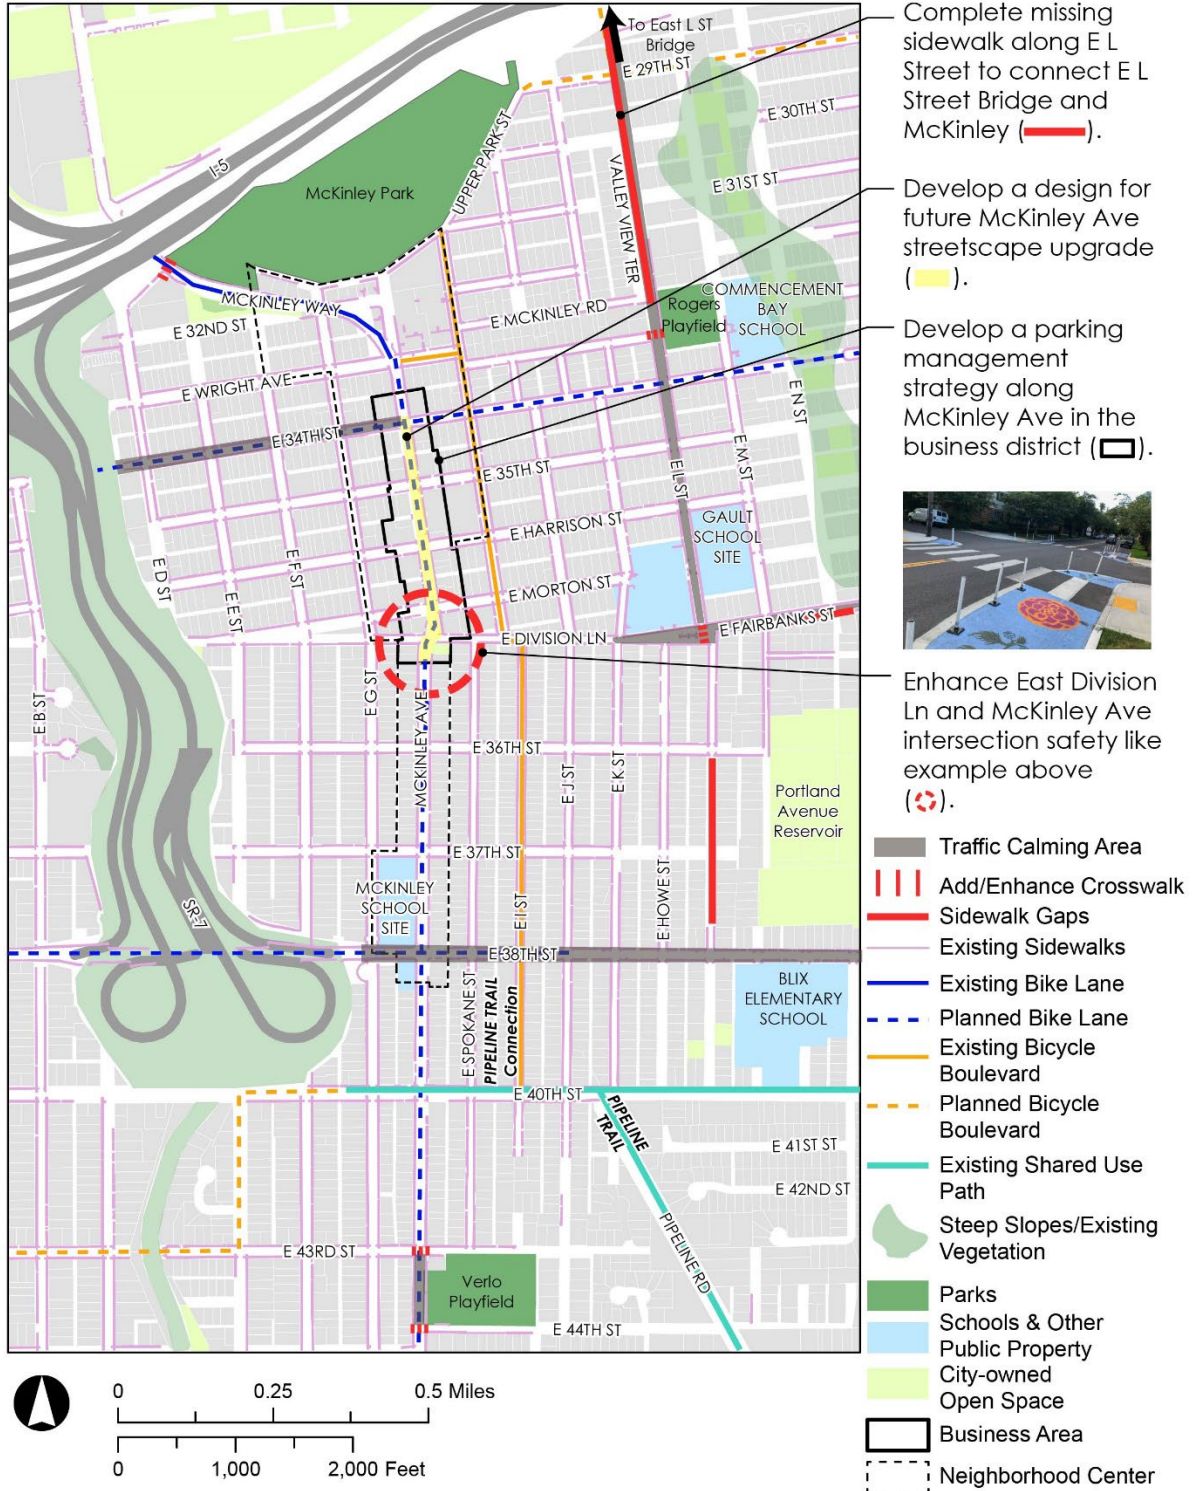 To East L ST
Bridge
E 29TH ST
E 30TH ST
E 31ST ST
I-5
McKinley Park
UPPER PARK ST
VALLEY VIEW TER
MCKINLEY WAY
E 32ND ST
E MCKINLEY RD
Rogers
Playfield
COMMENCEMENT
BAY
SCHOOL
E WRIGHT AVE
E 34TH ST
E 35TH ST
E N ST
E M ST
E L ST
E HARRISON ST
GAULT
SCHOOL
SITE
E D ST
E E ST
E F ST
E MORTON ST
E FAIRBANKS ST
E DIVISION LN
E B ST
E G ST
MCKINLEY AVE
E 36TH ST
E J ST
E K ST
Portland
Avenue
Reservoir
E 37TH ST
MCKINLEY
SCHOOL
SITE
E I ST
E HOWE ST
SR-7
E 38TH ST
E SPOKANE ST
PIPELINE TRAIL
Connection
BLIX
ELEMENTARY
SCHOOL
E 40TH ST
PIPELINE
TRAIL
E 41ST ST
E 42ND ST
PIPELINE RD
E 43RD ST
Verlo
Playfield
E 44TH ST
Complete missing
sidewalk along E L
Street to connect E L
Street Bridge and
McKinley ( ).
Develop a design for
future McKinley Ave
streetscape upgrade
( ).
Develop a parking
management
strategy along
McKinley Ave in the
business district ( ).
Enhance East Division
Ln and McKinley Ave
intersection safety like
example above
( ).
Traffic Calming Area
Add/Enhance Crosswalk
Sidewalk Gaps
Existing Sidewalks
Existing Bike Lane
Planned Bike Lane
Existing Bicycle
Boulevard
Planned Bicycle
Boulevard
Existing Shared Use
Path
Steep Slopes/Existing
Vegetation
Parks
Schools & Other
Public Property
City-owned
Open Space
Business Area
Neighborhood Center
0 0.25 0.5 Miles
0 1,000 2,000 Feet